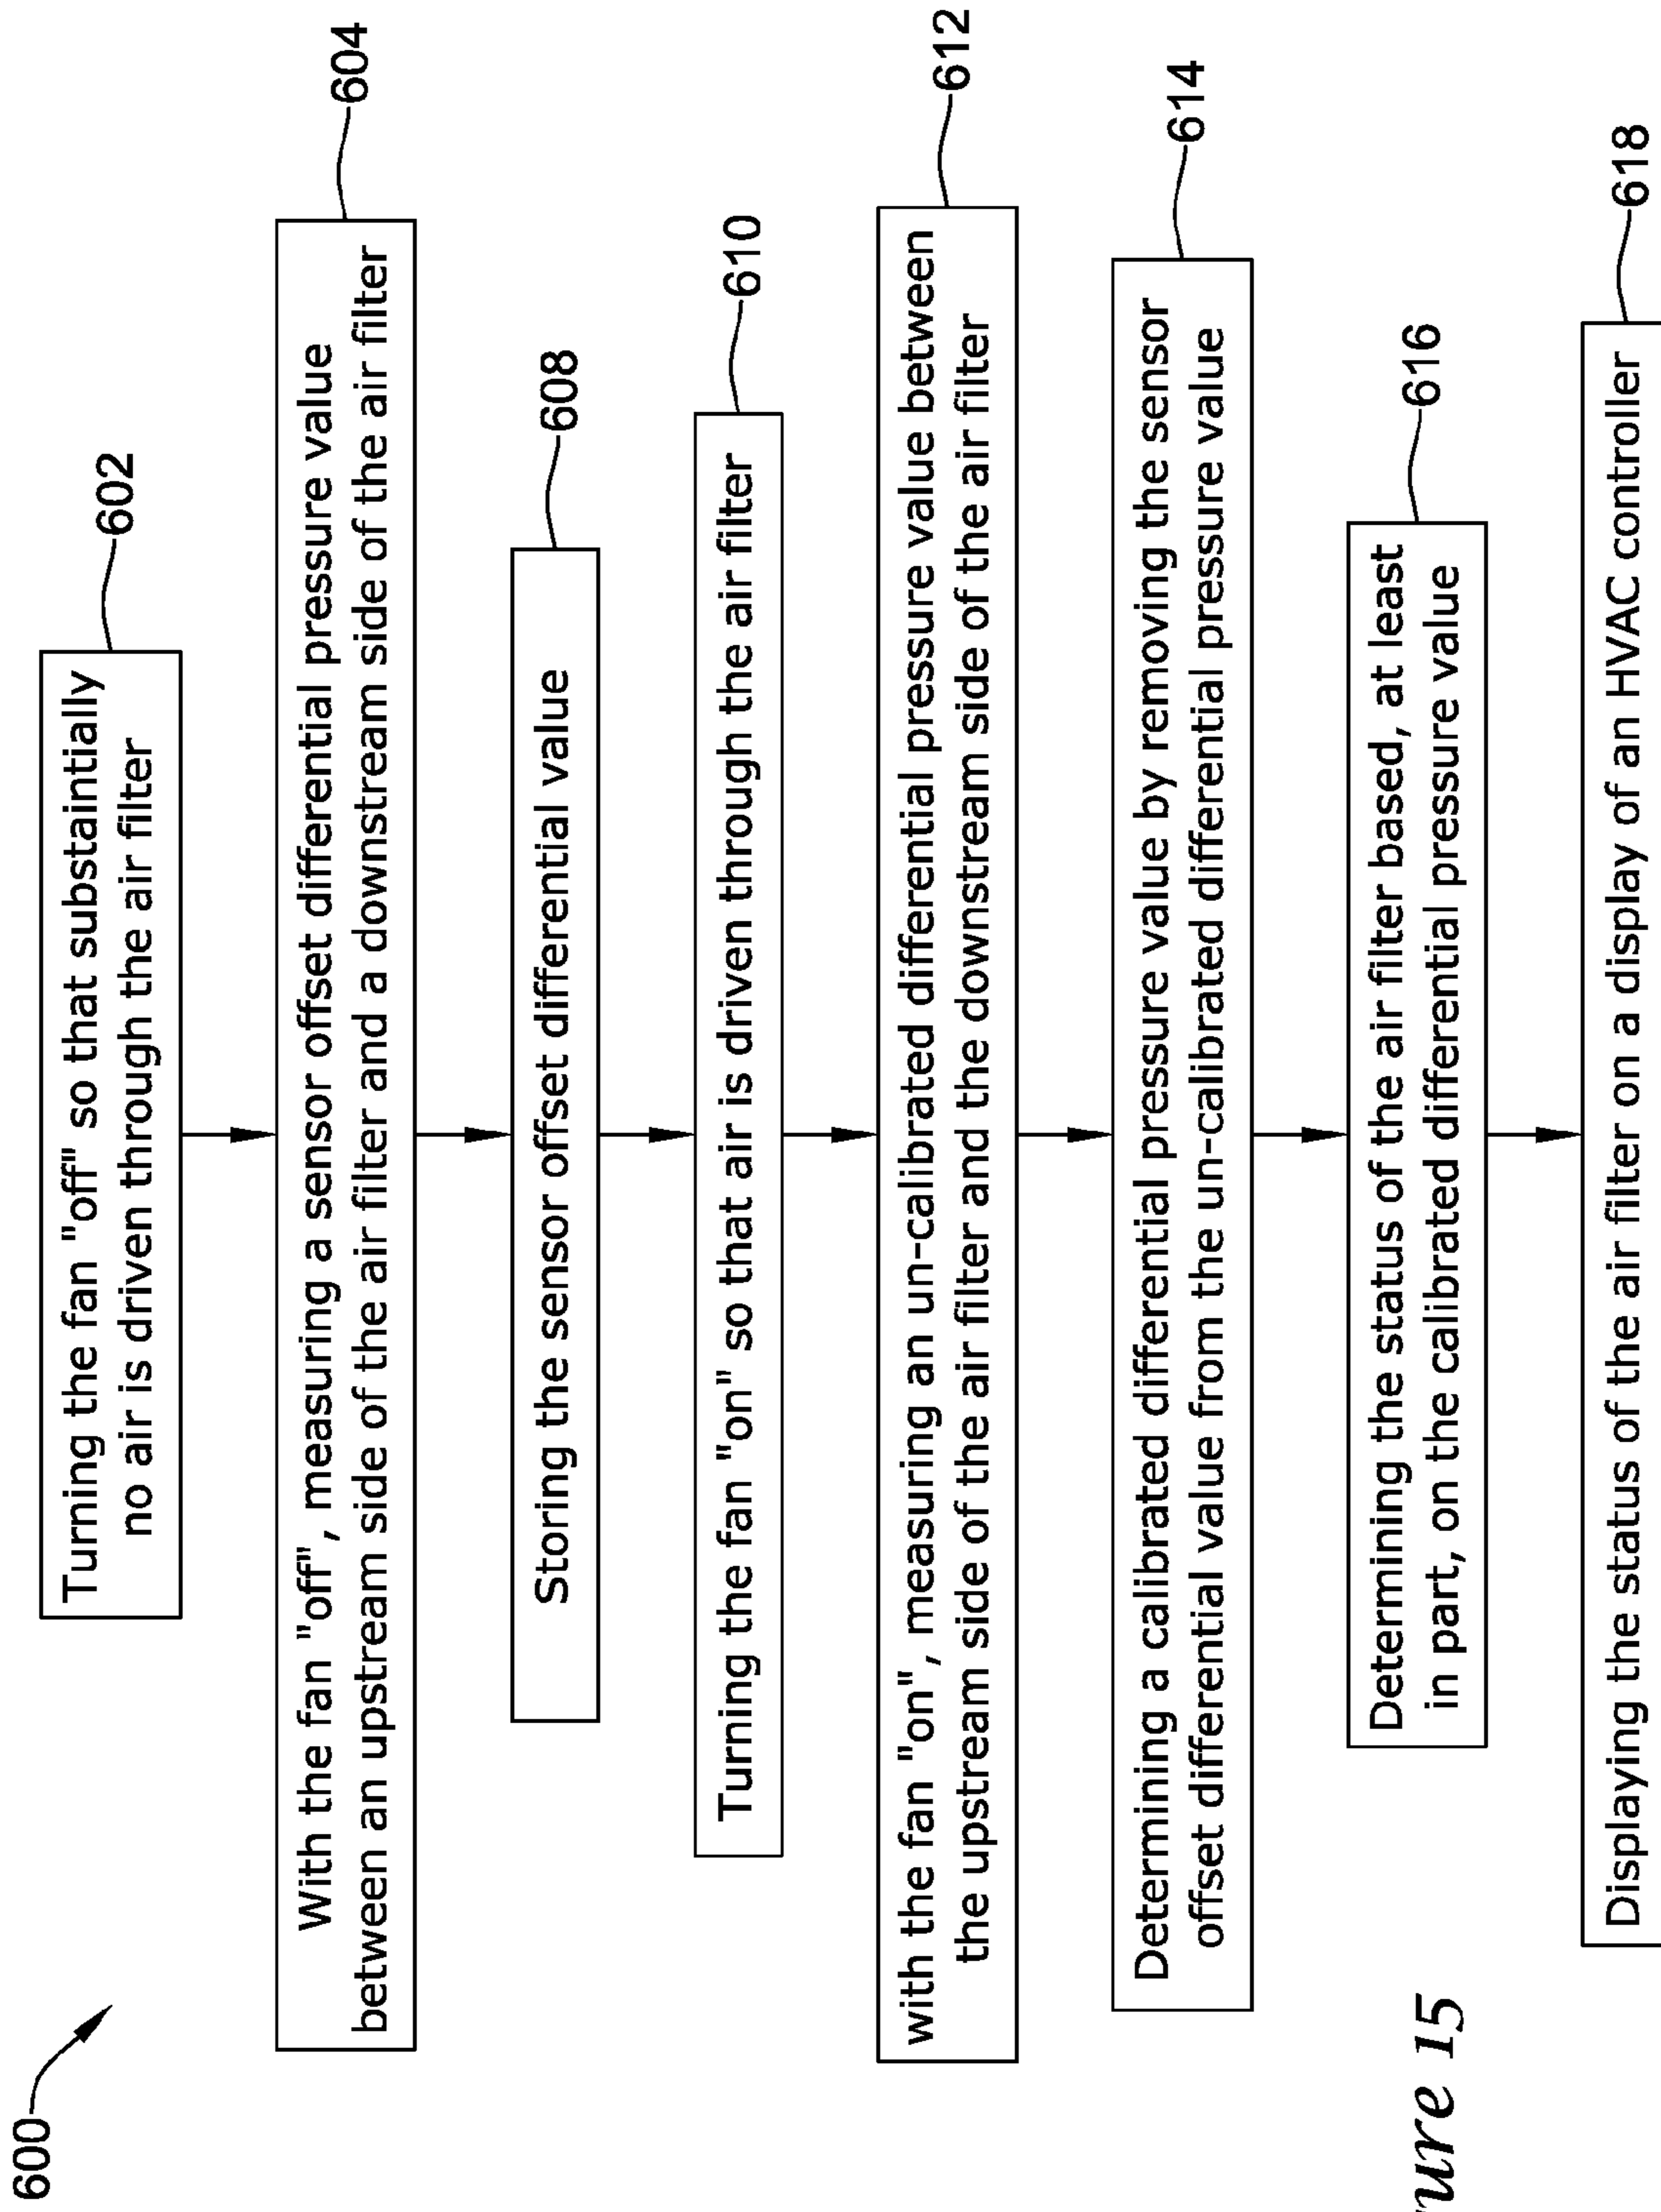 600
602
Turning the fan "off" so that substaintially
no air is driven through the air filter
604
With the fan "off", measuring a sensor offset differential pressure value
between an upstream side of the air filter and a downstream side of the air filter
608
Storing the sensor offset differential value
610
Turning the fan "on" so that air is driven through the air filter
612
with the fan "on", measuring an un-calibrated differential pressure value between
the upstream side of the air filter and the downstream side of the air filter
614
Determining a calibrated differential pressure value by removing the sensor
offset differential value from the un-calibrated differential pressure value
616
Determining the status of the air filter based, at least
in part, on the calibrated different pressure value
618
Displaying the status of the air filter on a display of an HVAC controller
ure 15